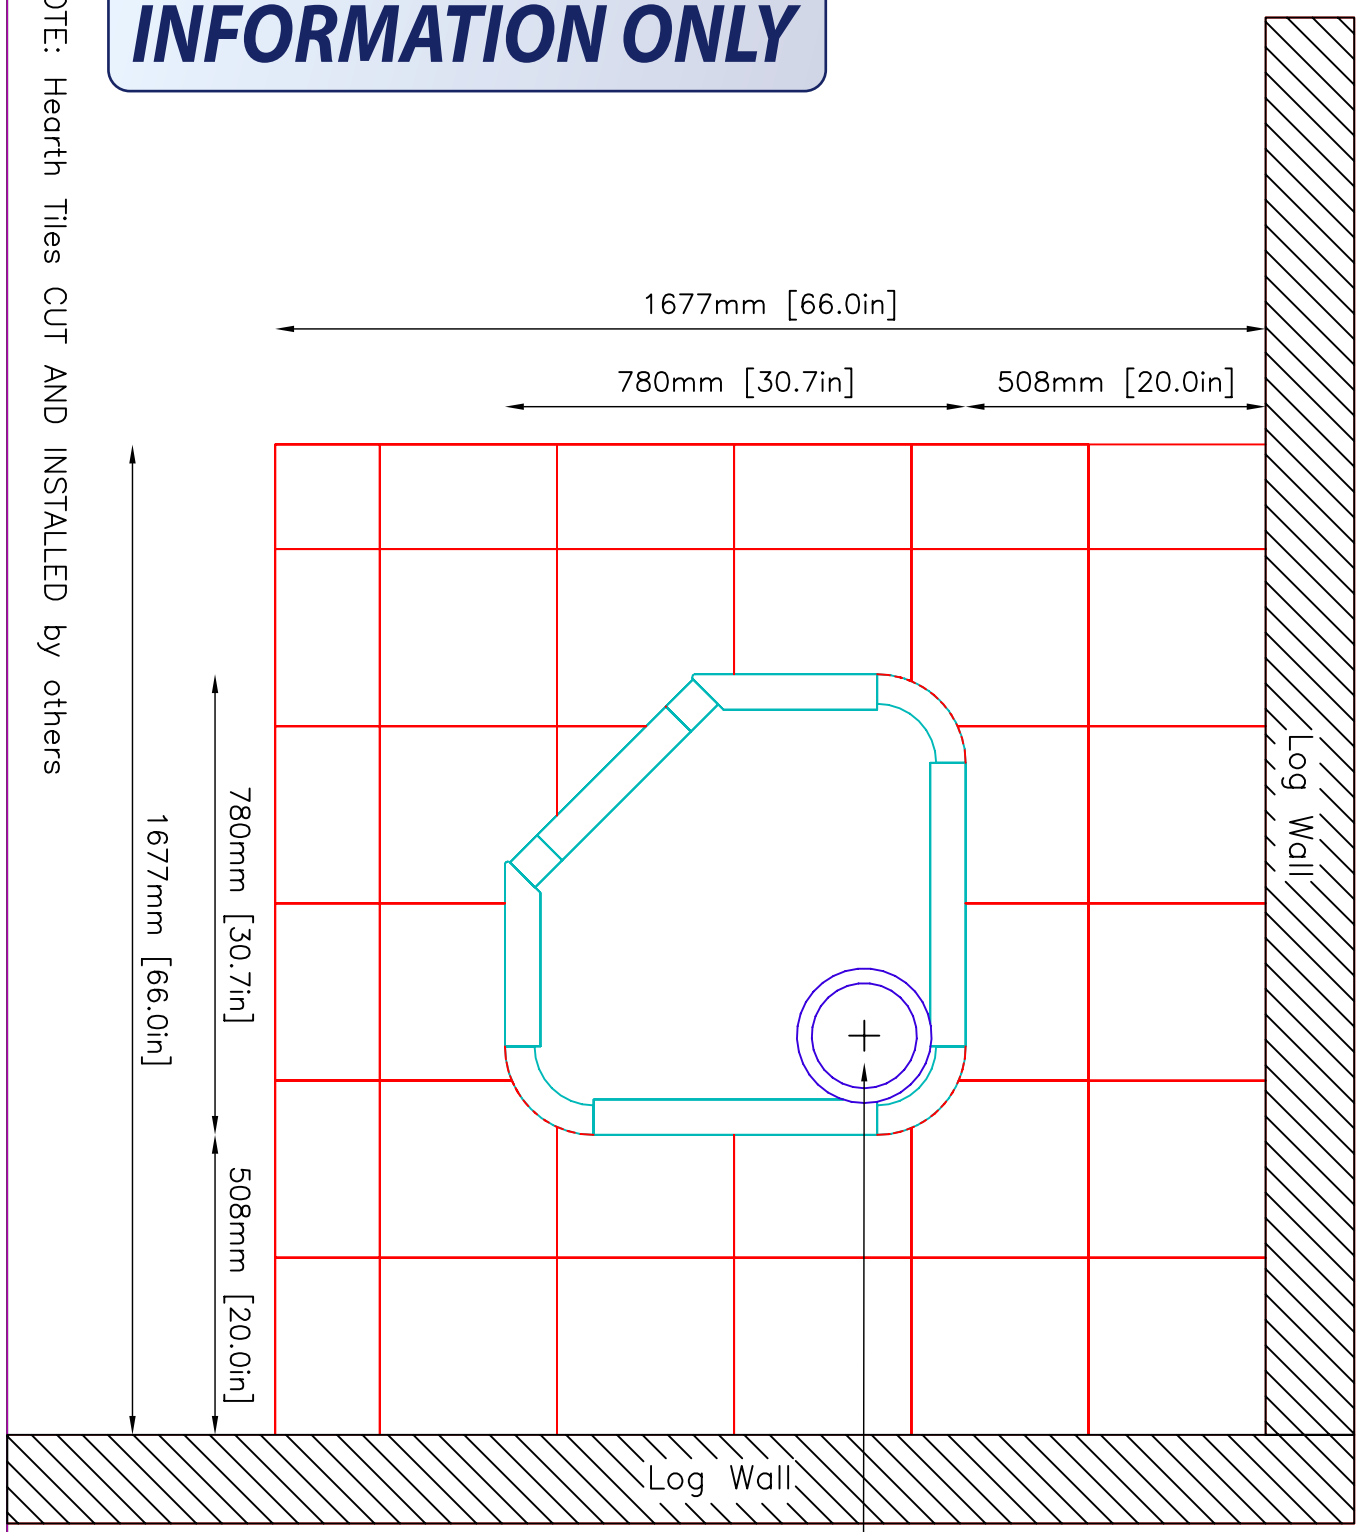 INFORMATION ONLY
OTE: Hearth Tiles CUT AND INSTALLED by others
1677mm [66.0in]
780mm [30.7in]
508mm [20.0in]
780mm [30.7in]
1677mm [66.0in]
508mm [20.0in]
Log Wall
Log Wall